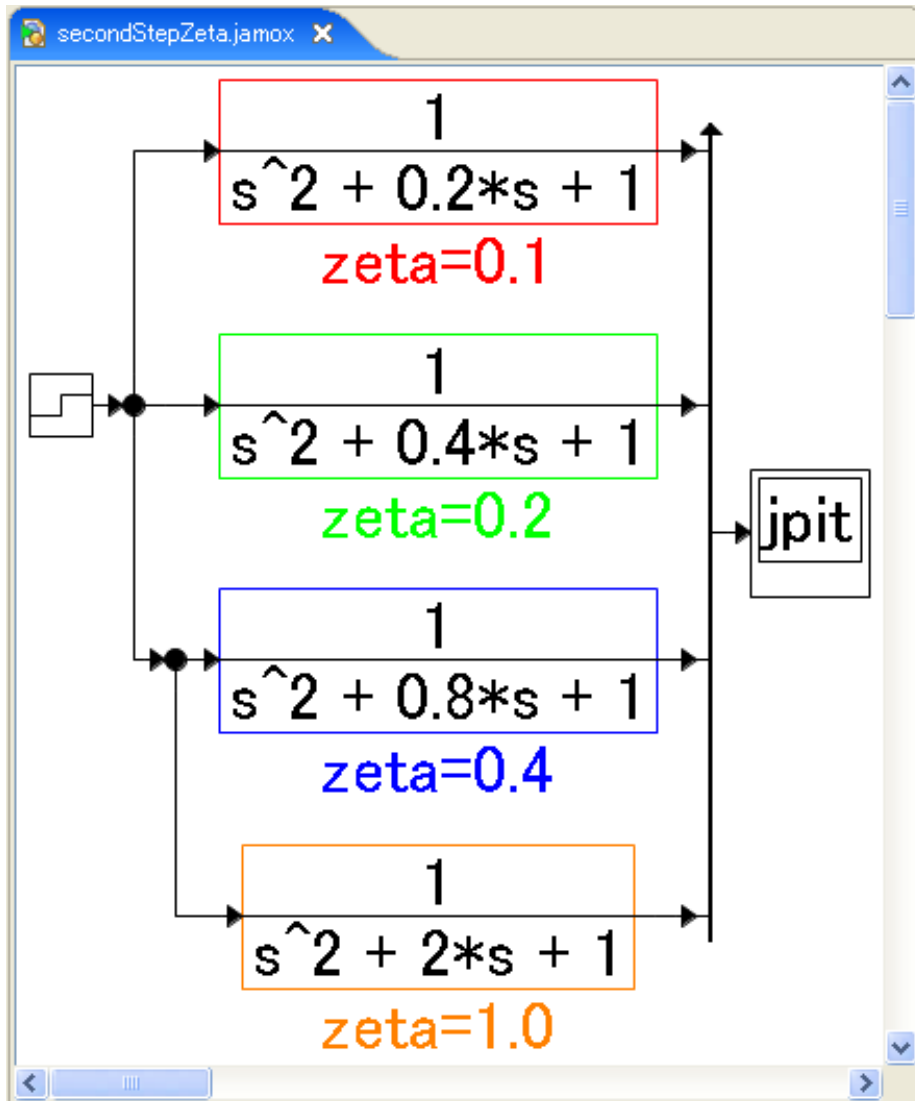 secondStepZeta.jamox
1
s^2 + 0.2*s + 1
zeta=0.1
1
s^2 + 0.4*s + 1
zeta=0.2
jpit
1
s^2 + 0.8*s + 1
zeta=0.4
1
s^2 + 2*s + 1
zeta=1.0